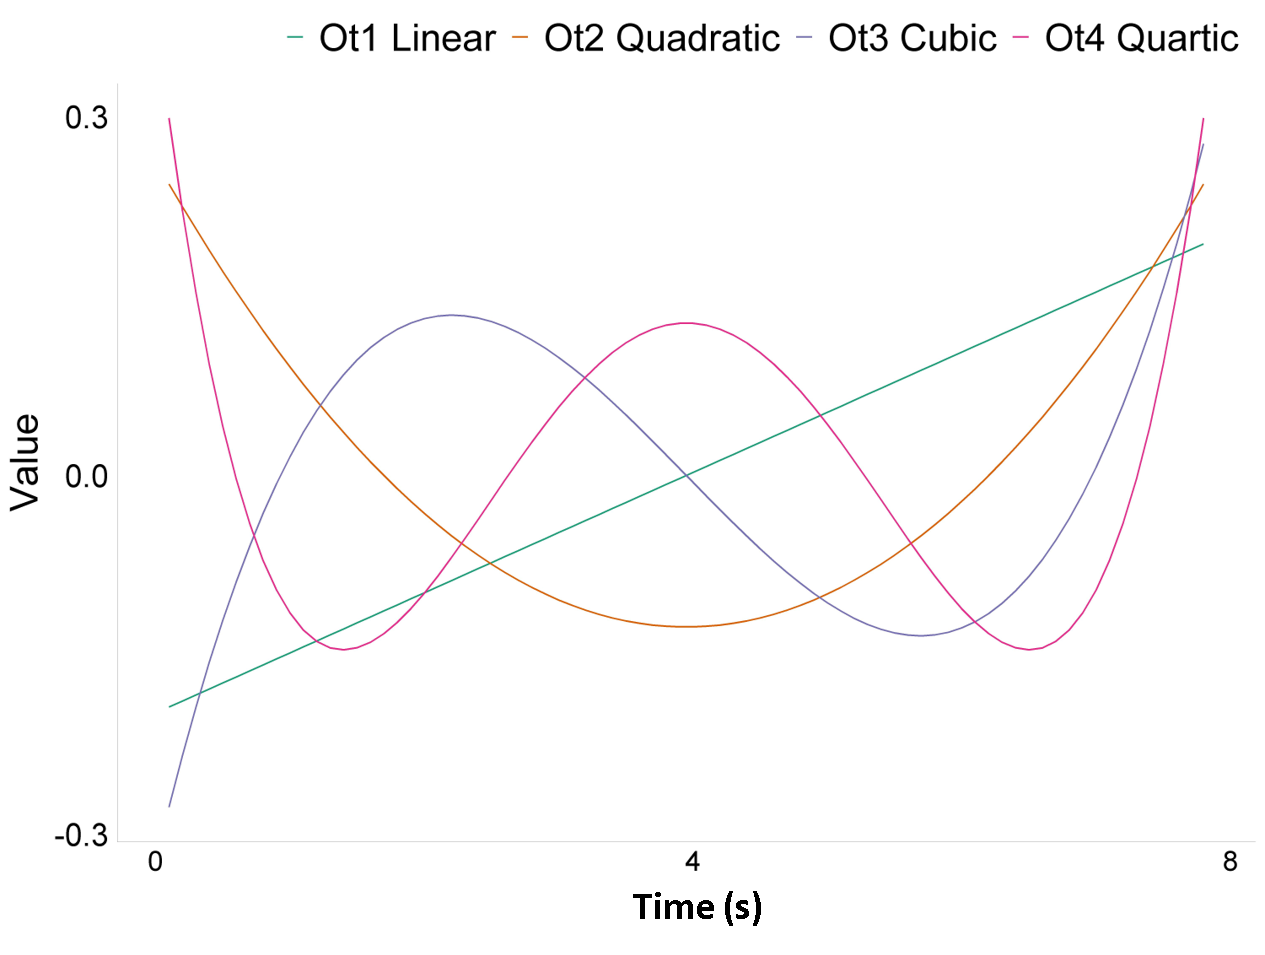 Ot1 Linear Ot2 Quadratic Ot3 Cubic Ot4 Quartic
0.3
0.0
-0.3
Value
0 4 8
Time (s)